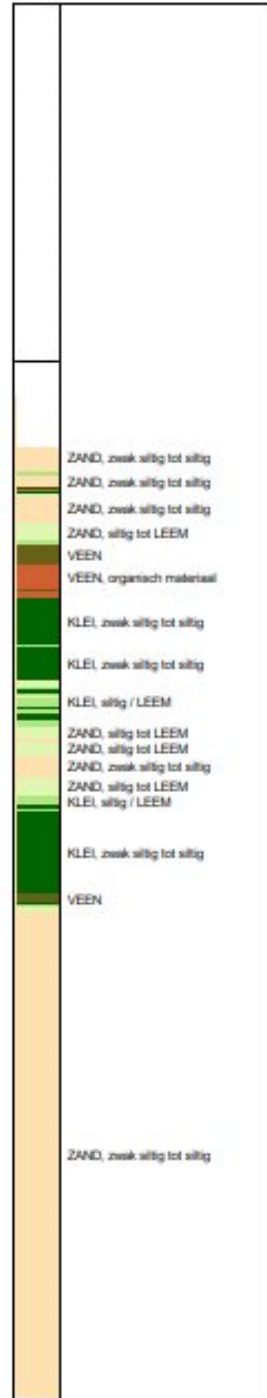 ZAND, zwak siltig tot siltig
ZAND, zwak siltig tot siltig
ZAND, zwak siltig tot siltig
ZAND, siltig tot LEEM
VEEN
VEEN, organisch materiaal
KLEI, zwak siltig tot siltig
KLEI, zwak siltig tot siltig
KLEI, siltig / LEEM
ZAND, siltig tot LEEM
ZAND, siltig tot LEEM
ZAND, zwak siltig tot siltig
ZAND, siltig tot LEEM
KLEI, siltig / LEEM
KLEI, zwak siltig tot siltig
VEEN
ZAND, zwak siltig tot siltig